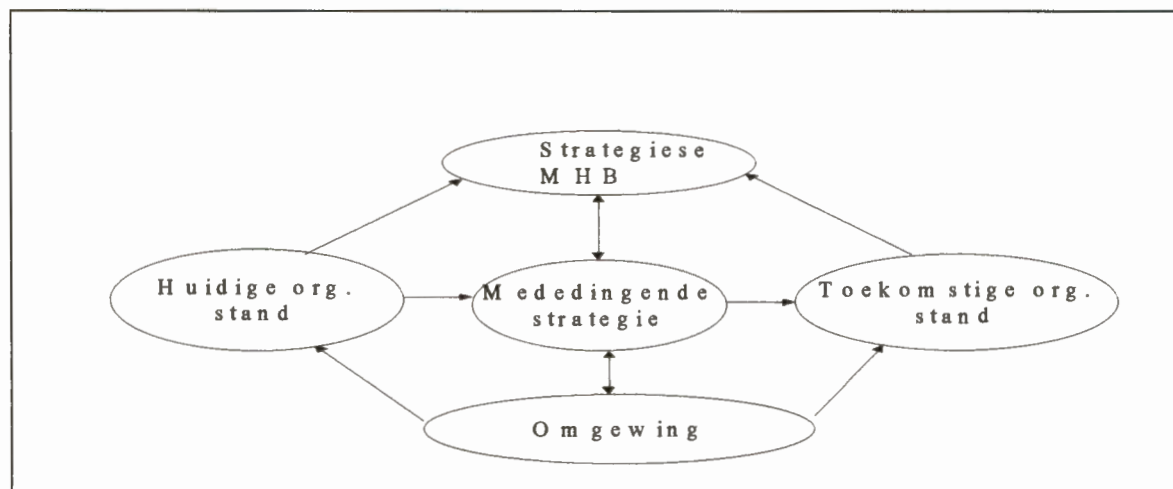 Strategiese
MHB
Huidige org.
stand
Mededingende
strategie
Toekomstige org.
stand
Omgewing